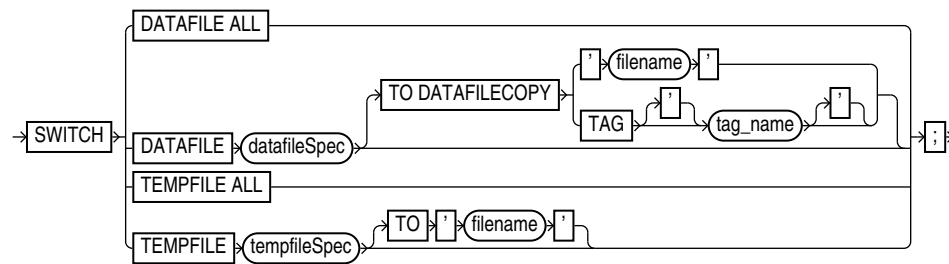 DATAFILE ALL
' filename '
TO DATAFILECOPY
TAG ' tag_name '
SWITCH DATAFILE datafileSpec ;
TEMPFILE ALL
TEMPFILE tempfileSpec TO ' filename '